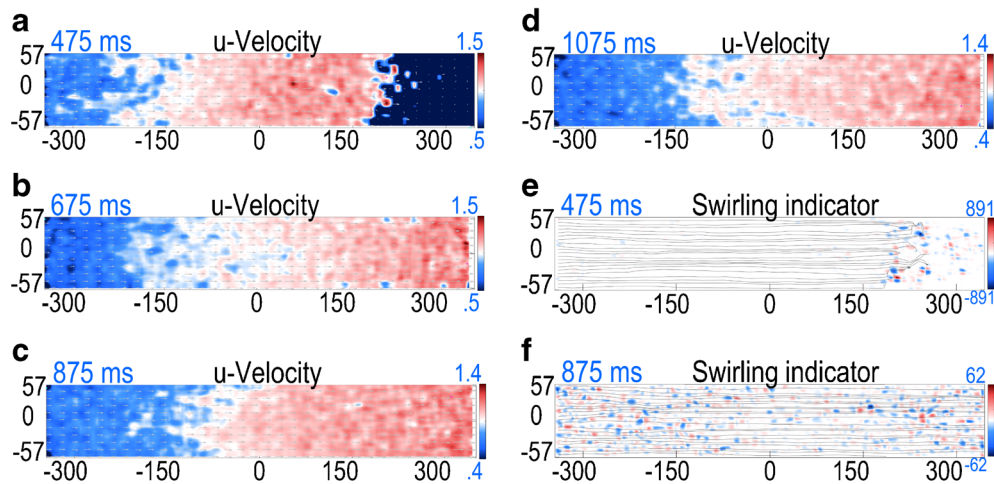 a
475 ms
u-Velocity
1.5
57
0
-57
.5
-300 -150 0 150 300
b
675 ms
u-Velocity
1.5
57
0
-57
.5
-300 -150 0 150 300
c
875 ms
u-Velocity
1.4
57
0
-57
.4
-300 -150 0 150 300
d
1075 ms
u-Velocity
1.4
57
0
-57
.4
-300 -150 0 150 300
e
475 ms
Swirling indicator
891
57
0
-57
-891
-300 -150 0 150 300
f
875 ms
Swirling indicator
62
57
0
-57
-62
-300 -150 0 150 300